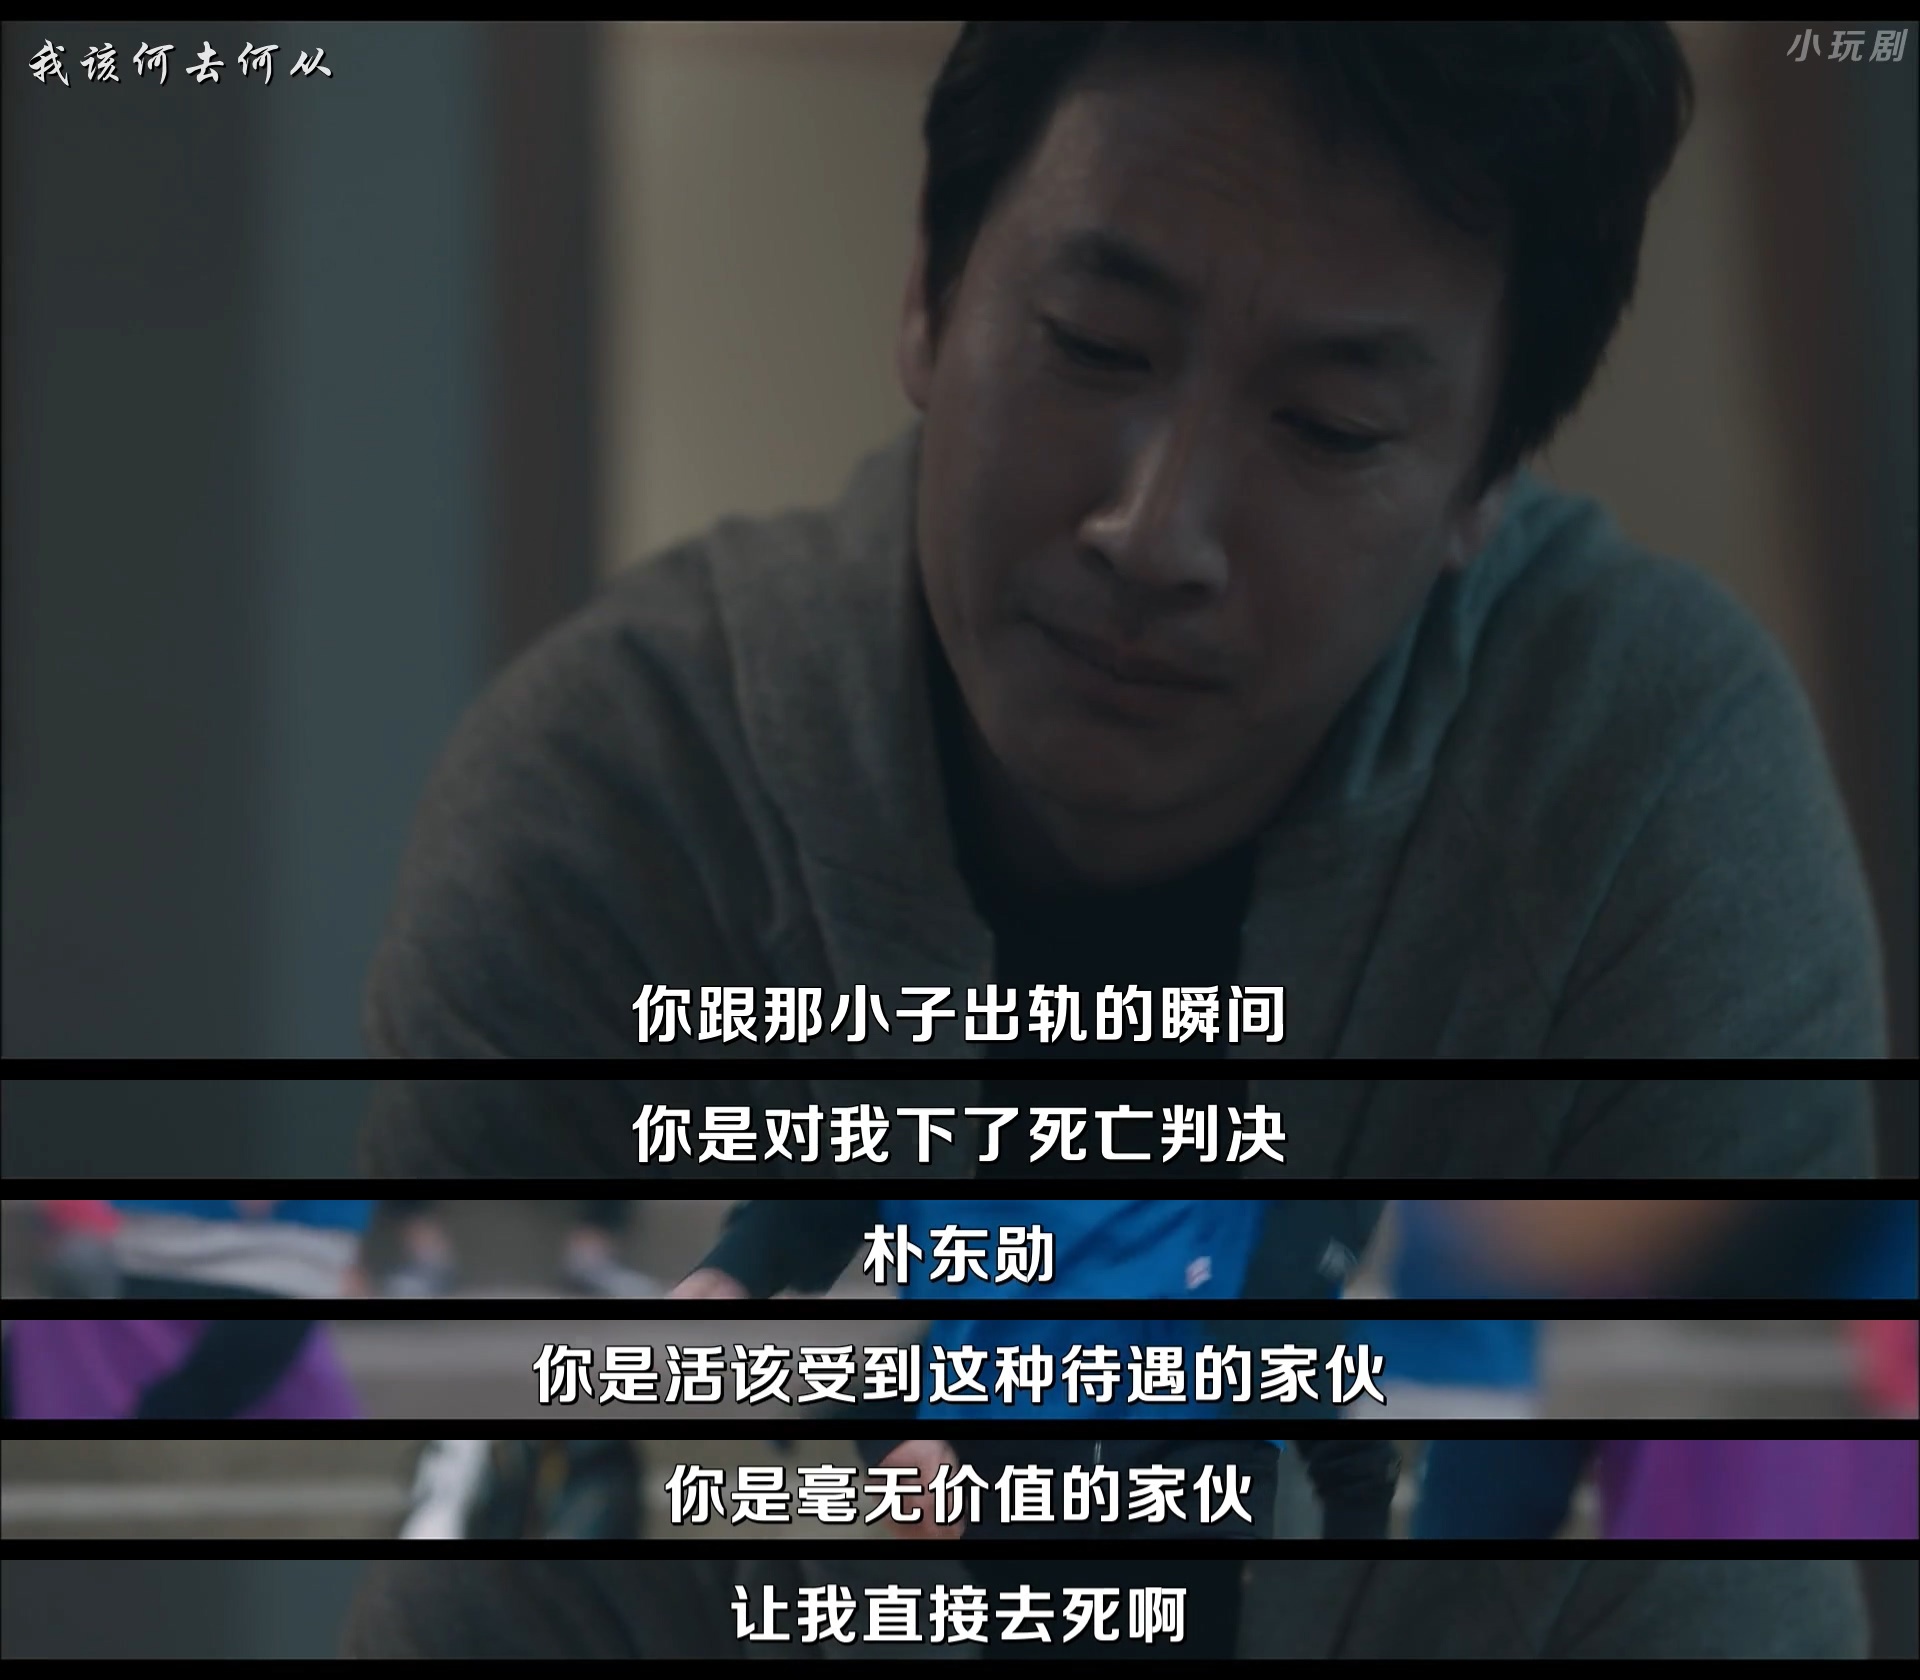 我该何去何从
小玩剧
你跟那小子出轨的瞬间
你是对我下了死亡判决
朴东勋
你是活该受到这种待遇的家伙
你是毫无价值的家伙
让我直接去死啊